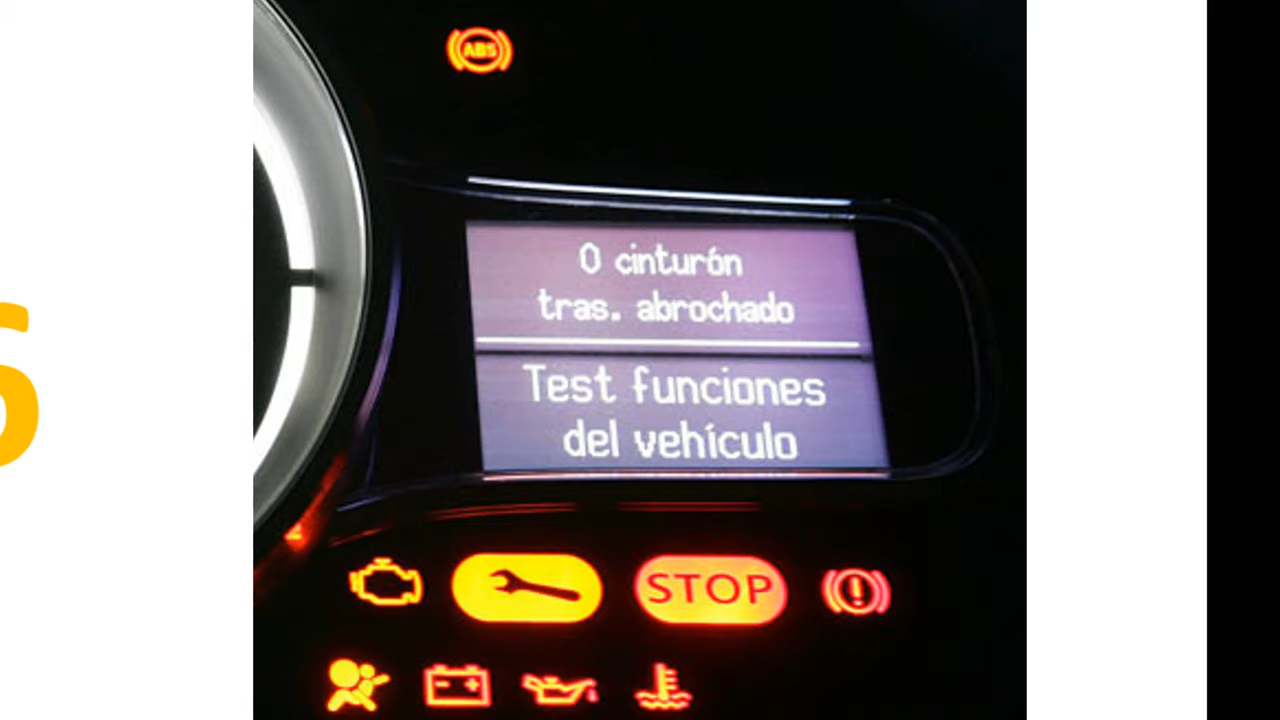 ABS
0 cinturón
tras. abrochado
Test funciones
del vehículo
STOP